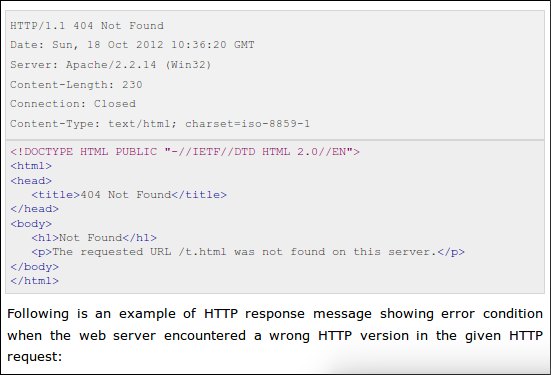 HTTP/1.1 404 Not Found
Date: Sun, 18 Oct 2012 10:36:20 GMT
Server: Apache/2.2.14 (Win32)
Content-Length: 230
Connection: Closed
Content-Type: text/html; charset=iso-8859-1
<!DOCTYPE HTML PUBLIC "-//IETF//DTD HTML 2.0//EN">
<html>
<head>
   <title>404 Not Found</title>
</head>
<body>
   <h1>Not Found</h1>
   <p>The requested URL /t.html was not found on this server.</p>
</body>
</html>
Following is an example of HTTP response message showing error condition
when the web server encountered a wrong HTTP version in the given HTTP
request: